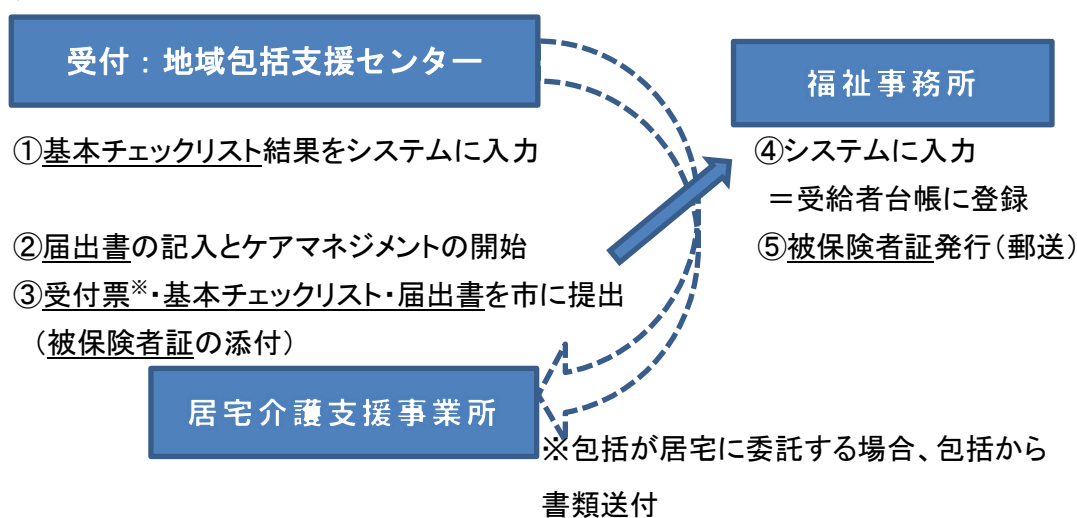 受付：地域包括支援センター
①基本チェックリスト結果をシステムに入力
②届出書の記入とケアマネジメントの開始
③受付票※・基本チェックリスト・届出書を市に提出
（被保険者証の添付）
福祉事務所
④システムに入力
＝受給者台帳に登録
⑤被保険者証発行（郵送）
居宅介護支援事業所
※包括が居宅に委託する場合、包括から
書類送付